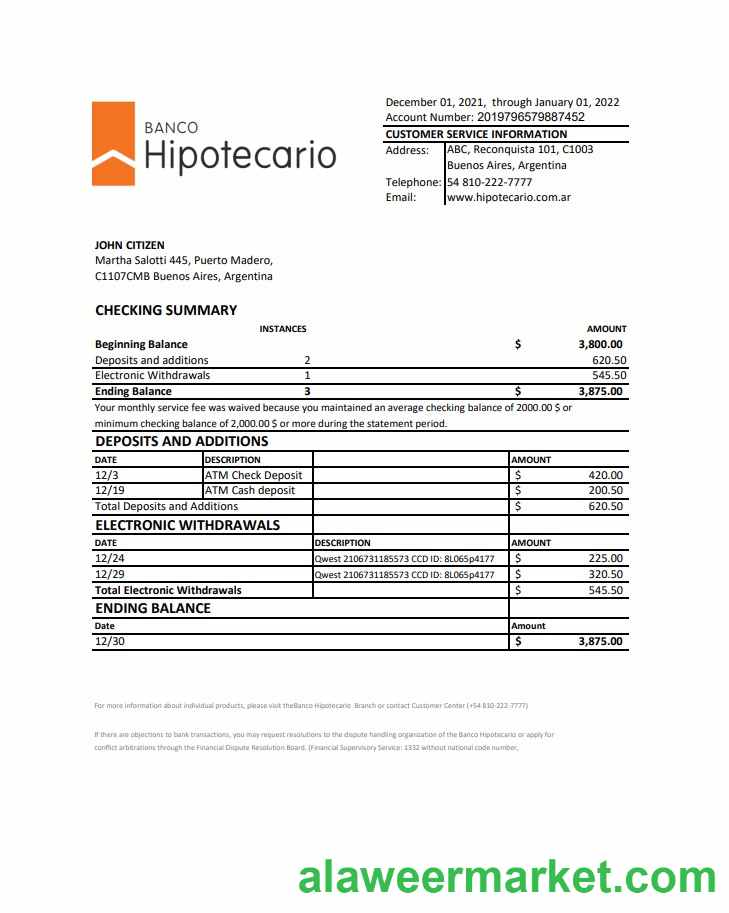 BANCO
Hipotecario
December 01, 2021, through January 01, 2022
Account Number: 2019796579887452
CUSTOMER SERVICE INFORMATION
Address: ABC, Reconquista 101, C1003
Buenos Aires, Argentina
Telephone: 54 810-222-7777
Email: www.hipotecario.com.ar
JOHN CITIZEN
Martha Salotti 445, Puerto Madero,
C1107CMB Buenos Aires, Argentina
CHECKING SUMMARY
INSTANCES AMOUNT
Beginning Balance $ 3,800.00
Deposits and additions 2 620.50
Electronic Withdrawals 1 545.50
Ending Balance 3 $ 3,875.00
Your monthly service fee was waived because you maintained an average checking balance of 2000.00 $ or
minimum checking balance of 2,000.00 $ or more during the statement period.
DEPOSITS AND ADDITIONS
DATE DESCRIPTION AMOUNT
12/3 ATM Check Deposit $ 420.00
12/19 ATM Cash deposit $ 200.50
Total Deposits and Additions $ 620.50
ELECTRONIC WITHDRAWALS
DATE DESCRIPTION AMOUNT
12/24 Qwest 2106731185573 CCD ID: 8L065p4177 $ 225.00
12/29 Qwest 2106731185573 CCD ID: 8L065p4177 $ 320.50
Total Electronic Withdrawals $ 545.50
ENDING BALANCE
Date Amount
12/30 $ 3,875.00
For more information about individual products, please visit theBanco Hipotecario Branch or contact Customer Center (+54 810-222-7777)
If there are objections to bank transactions, you may request resolutions to the dispute handling organization of the Banco Hipotecario or apply for
conflict arbitrations through the Financial Dispute Resolution Board. (Financial Supervisory Service: 1332 without national code number,
alaweermarket.com